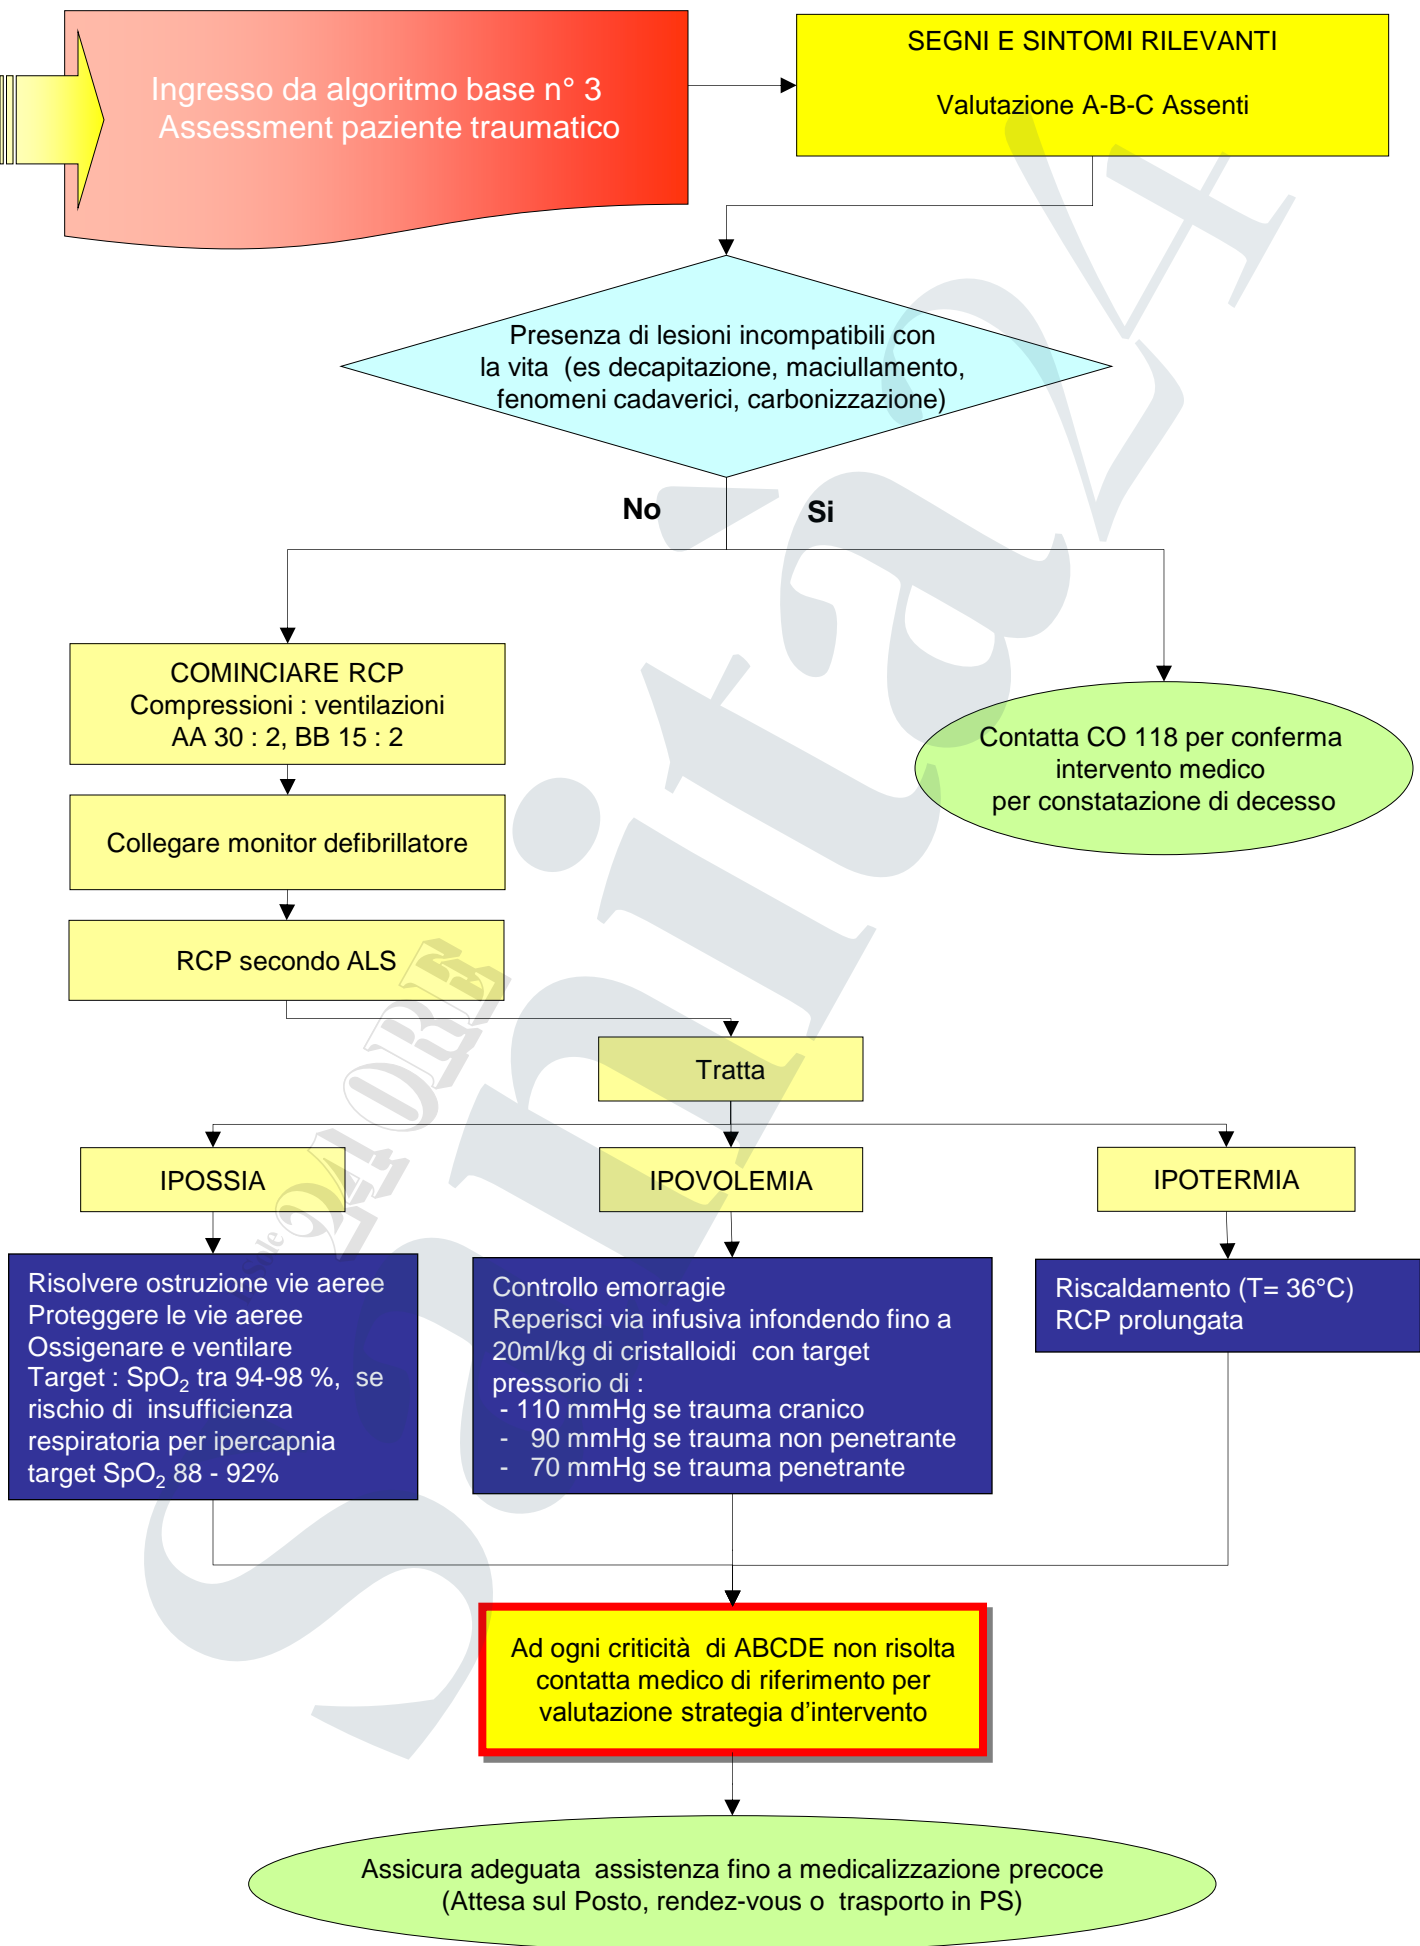 Ingresso da algoritmo base n° 3
Assessment paziente traumatico
SEGNI E SINTOMI RILEVANTI
Valutazione A-B-C Assenti
Presenza di lesioni incompatibili con
la vita (es decapitazione, maciullamento,
fenomeni cadaverici, carbonizzazione)
No
Si
COMINCIARE RCP
Compressioni : ventilazioni
AA 30 : 2, BB 15 : 2
Contatta CO 118 per conferma
intervento medico
per constatazione di decesso
Collegare monitor defibrillatore
RCP secondo ALS
Tratta
IPOSSIA
IPOVOLEMIA
IPOTERMIA
Risolvere ostruzione vie aeree
Proteggere le vie aeree
Ossigenare e ventilare
Target : SpO₂ tra 94-98 %, se
rischio di insufficienza
respiratoria per ipercapnia
target SpO₂ 88 - 92%
Controllo emorragie
Reperisci via infusiva infondendo fino a
20ml/kg di cristalloidi con target
pressorio di :
- 110 mmHg se trauma cranico
- 90 mmHg se trauma non penetrante
- 70 mmHg se trauma penetrante
Riscaldamento (T= 36°C)
RCP prolungata
Ad ogni criticità di ABCDE non risolta
contatta medico di riferimento per
valutazione strategia d'intervento
Assicura adeguata assistenza fino a medicalizzazione precoce
(Attesa sul Posto, rendez-vous o trasporto in PS)
Sole 24 ORE
Sanità24